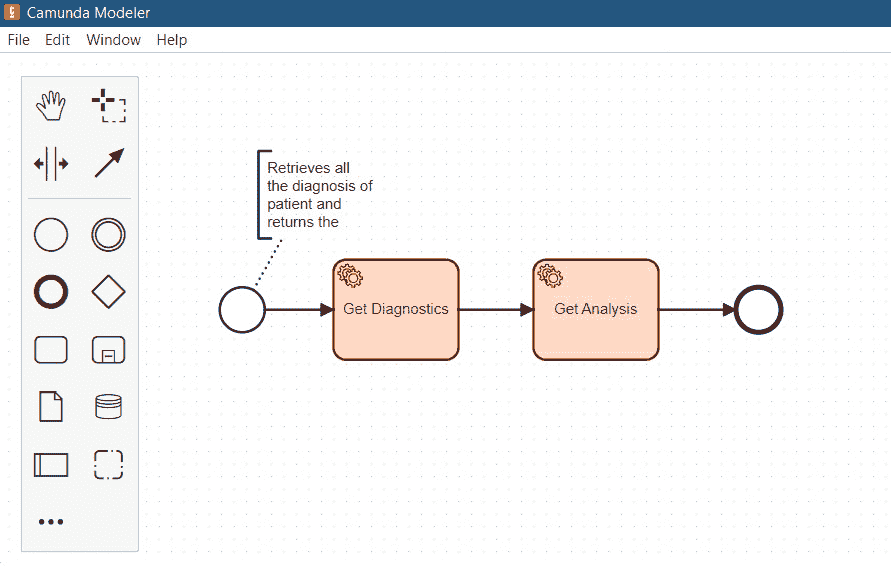 Camunda Modeler
File Edit Window Help
Retrieves all
the diagnosis of
patient and
returns the
Get Diagnostics
Get Analysis